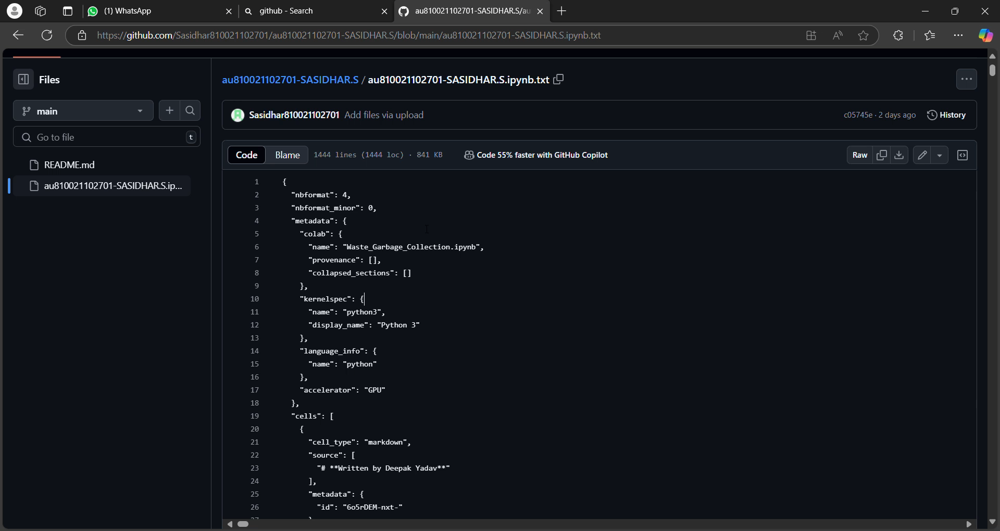 (1) WhatsApp
github - Search
au810021102701-SASIDHAR.S/au
https://github.com/Sasidhar810021102701/au810021102701-SASIDHAR.S/blob/main/au810021102701-SASIDHAR.S.ipynb.txt
Files
au810021102701-SASIDHAR.S / au810021102701-SASIDHAR.S.ipynb.txt
main
Sasidhar810021102701 Add files via upload
c05745e · 2 days ago
History
Go to file
t
Code
Blame
1444 lines (1444 loc) · 841 KB
Code 55% faster with GitHub Copilot
Raw
README.md
au810021102701-SASIDHAR.S.ip...
1 {
2 "nbformat": 4,
3 "nbformat_minor": 0,
4 "metadata": {
5 "colab": {
6 "name": "Waste_Garbage_Collection.ipynb",
7 "provenance": [],
8 "collapsed_sections": []
9 },
10 "kernelspec": {
11 "name": "python3",
12 "display_name": "Python 3"
13 },
14 "language_info": {
15 "name": "python"
16 },
17 "accelerator": "GPU"
18 },
19 "cells": [
20 {
21 "cell_type": "markdown",
22 "source": [
23 "# **Written by Deepak Yadav**"
24 ],
25 "metadata": {
26 "id": "6o5rDEM-nxt-"